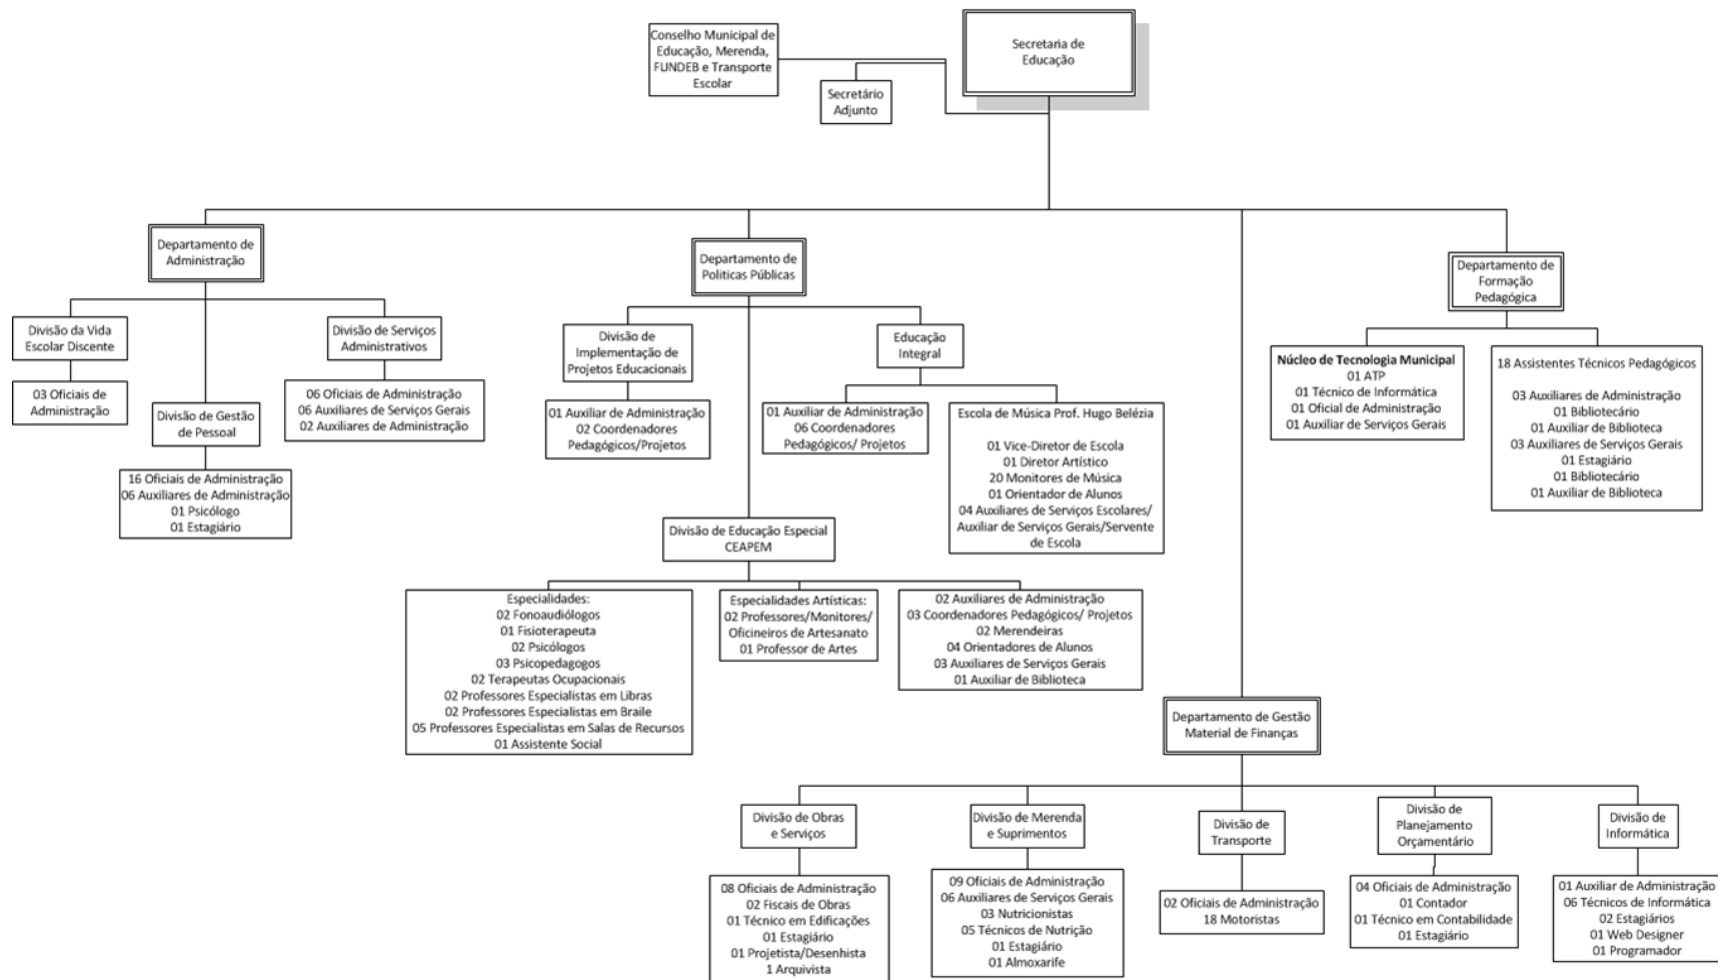 Conselho Municipal de
Educação, Merenda,
FUNDEB e Transporte
Escolar
Secretaria de
Educação
Secretário
Adjunto
Departamento de
Administração
Departamento de
Politicas Públicas
Departamento de
Formação
Pedagógica
Divisão da Vida
Escolar Discente
Divisão de Serviços
Administrativos
03 Oficiais de
Administração
Divisão de Gestão
de Pessoal
06 Oficiais de Administração
06 Auxiliares de Serviços Gerais
02 Auxiliares de Administração
16 Oficiais de Administração
06 Auxiliares de Administração
01 Psicólogo
01 Estagiário
Divisão de
Implementação de
Projetos Educacionais
Educação
Integral
01 Auxiliar de Administração
02 Coordenadores
Pedagógicos/Projetos
01 Auxiliar de Administração
06 Coordenadores
Pedagógicos/ Projetos
Escola de Música Prof. Hugo Belézia
01 Vice-Diretor de Escola
01 Diretor Artístico
20 Monitores de Música
01 Orientador de Alunos
04 Auxiliares de Serviços Escolares/
Auxiliar de Serviços Gerais/Servente
de Escola
Núcleo de Tecnologia Municipal
01 ATP
01 Técnico de Informática
01 Oficial de Administração
01 Auxiliar de Serviços Gerais
18 Assistentes Técnicos Pedagógicos
03 Auxiliares de Administração
01 Bibliotecário
01 Auxiliar de Biblioteca
03 Auxiliares de Serviços Gerais
01 Estagiário
01 Bibliotecário
01 Auxiliar de Biblioteca
Divisão de Educação Especial
CEAPEM
Especialidades:
02 Fonoaudiólogos
01 Fisioterapeuta
02 Psicólogos
03 Psicopedagogos
02 Terapeutas Ocupacionais
02 Professores Especialistas em Libras
02 Professores Especialistas em Braile
05 Professores Especialistas em Salas de Recursos
01 Assistente Social
Especialidades Artísticas:
02 Professores/Monitores/
Oficineiros de Artesanato
01 Professor de Artes
02 Auxiliares de Administração
03 Coordenadores Pedagógicos/ Projetos
02 Merendeiras
04 Orientadores de Alunos
03 Auxiliares de Serviços Gerais
01 Auxiliar de Biblioteca
Departamento de Gestão
Material de Finanças
Divisão de Obras
e Serviços
Divisão de Merenda
e Suprimentos
Divisão de
Transporte
Divisão de
Planejamento
Orçamentário
Divisão de
Informática
08 Oficiais de Administração
02 Fiscais de Obras
01 Técnico em Edificações
01 Estagiário
01 Projetista/Desenhista
1 Arquivista
09 Oficiais de Administração
06 Auxiliares de Serviços Gerais
03 Nutricionistas
05 Técnicos de Nutrição
01 Estagiário
01 Almoxarife
02 Oficiais de Administração
18 Motoristas
04 Oficiais de Administração
01 Contador
01 Técnico em Contabilidade
01 Estagiário
01 Auxiliar de Administração
06 Técnicos de Informática
02 Estagiários
01 Web Designer
01 Programador